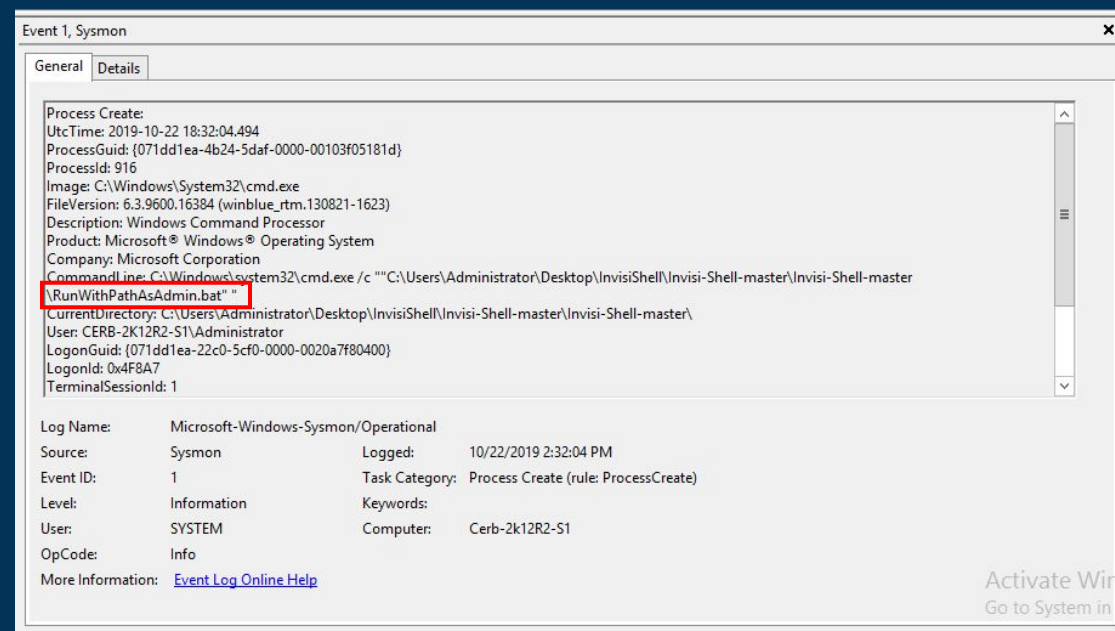 Event 1, Sysmon
General Details
Process Create:
UtcTime: 2019-10-22 18:32:04.494
ProcessGuid: {071dd1ea-4b24-5daf-0000-00103f05181d}
ProcessId: 916
Image: C:\Windows\System32\cmd.exe
FileVersion: 6.3.9600.16384 (winblue_rtm.130821-1623)
Description: Windows Command Processor
Product: Microsoft® Windows® Operating System
Company: Microsoft Corporation
CommandLine: C:\Windows\system32\cmd.exe /c ""C:\Users\Administrator\Desktop\InvisiShell\Invisi-Shell-master\Invisi-Shell-master
\RunWithPathAsAdmin.bat" "
CurrentDirectory: C:\Users\Administrator\Desktop\InvisiShell\Invisi-Shell-master\Invisi-Shell-master\
User: CERB-2K12R2-S1\Administrator
LogonGuid: {071dd1ea-22c0-5cf0-0000-0020a7f80400}
LogonId: 0x4F8A7
TerminalSessionId: 1
Log Name: Microsoft-Windows-Sysmon/Operational
Source: Sysmon Logged: 10/22/2019 2:32:04 PM
Event ID: 1 Task Category: Process Create (rule: ProcessCreate)
Level: Information Keywords:
User: SYSTEM Computer: Cerb-2k12R2-S1
OpCode: Info
More Information: Event Log Online Help
Activate Wir
Go to System in